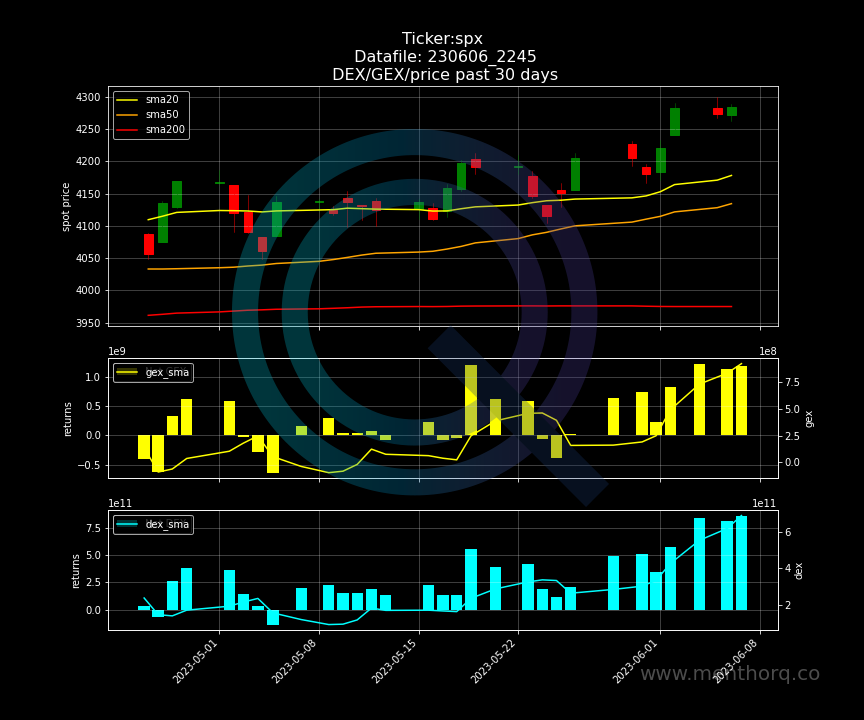 Ticker:spx
Datafile: 230606_2245
DEX/GEX/price past 30 days
sma20
sma50
sma200
spot price
4300
4250
4200
4150
4100
4050
4000
3950
1e9
1e8
gex_sma
returns
1.0
0.5
0.0
−0.5
7.5
5.0
2.5
0.0
gex
1e11
1e11
dex_sma
returns
7.5
5.0
2.5
0.0
6
4
2
dex
2023-05-01
2023-05-08
2023-05-15
2023-05-22
2023-06-01
2023-06-08
www.menthorq.co